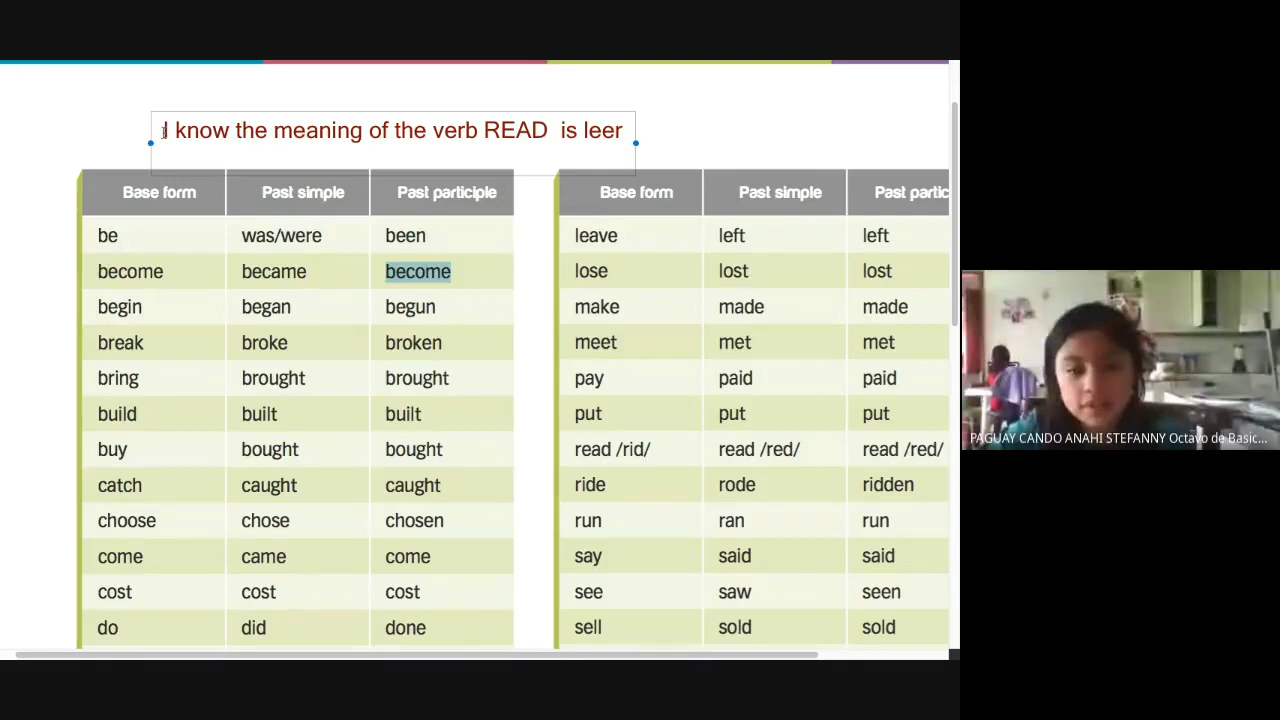 I know the meaning of the verb READ  is leer
Base form Past simple Past participle
be was/were been
become became become
begin began begun
break broke broken
bring brought brought
build built built
buy bought bought
catch caught caught
choose chose chosen
come came come
cost cost cost
do did done
Base form Past simple Past partic
leave left left
lose lost lost
make made made
meet met met
pay paid paid
put put put
read /rid/ read /red/ read /red/
ride rode ridden
run ran run
say said said
see saw seen
sell sold sold
PAGUAY CANDO ANAHI STEFANNY Octavo de Basic...